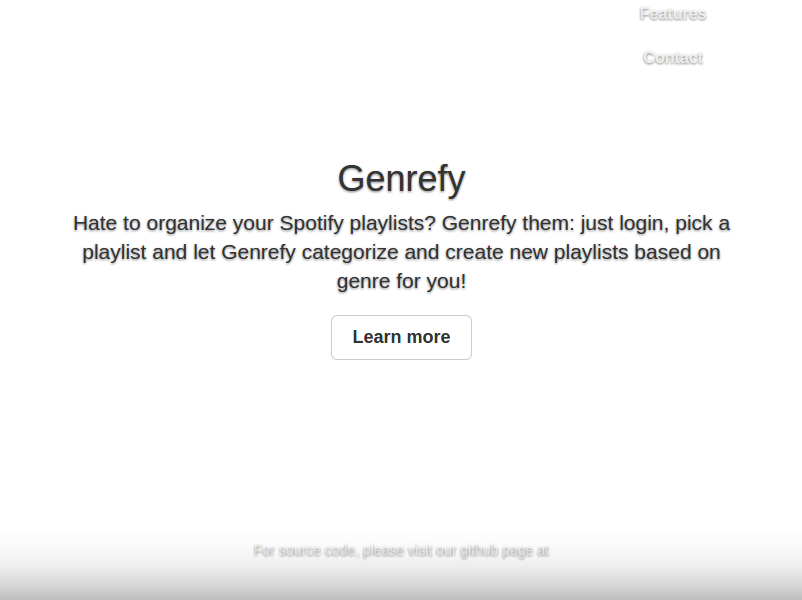 Features
Contact
Genrefy
Hate to organize your Spotify playlists? Genrefy them: just login, pick a
playlist and let Genrefy categorize and create new playlists based on
genre for you!
Learn more
For source code, please visit our github page at